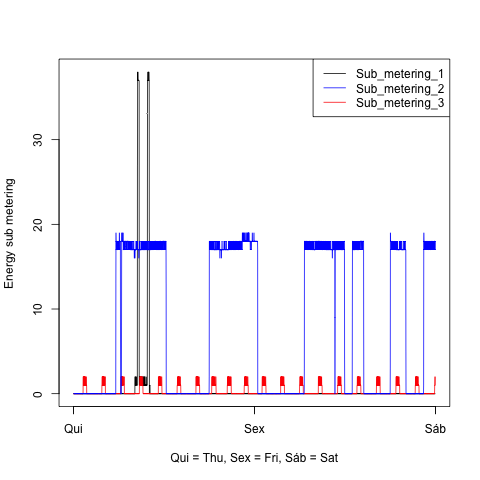 Sub_metering_1
Sub_metering_2
Sub_metering_3
Energy sub metering
30
20
10
0
Qui Sex Sáb
Qui = Thu, Sex = Fri, Sáb = Sat